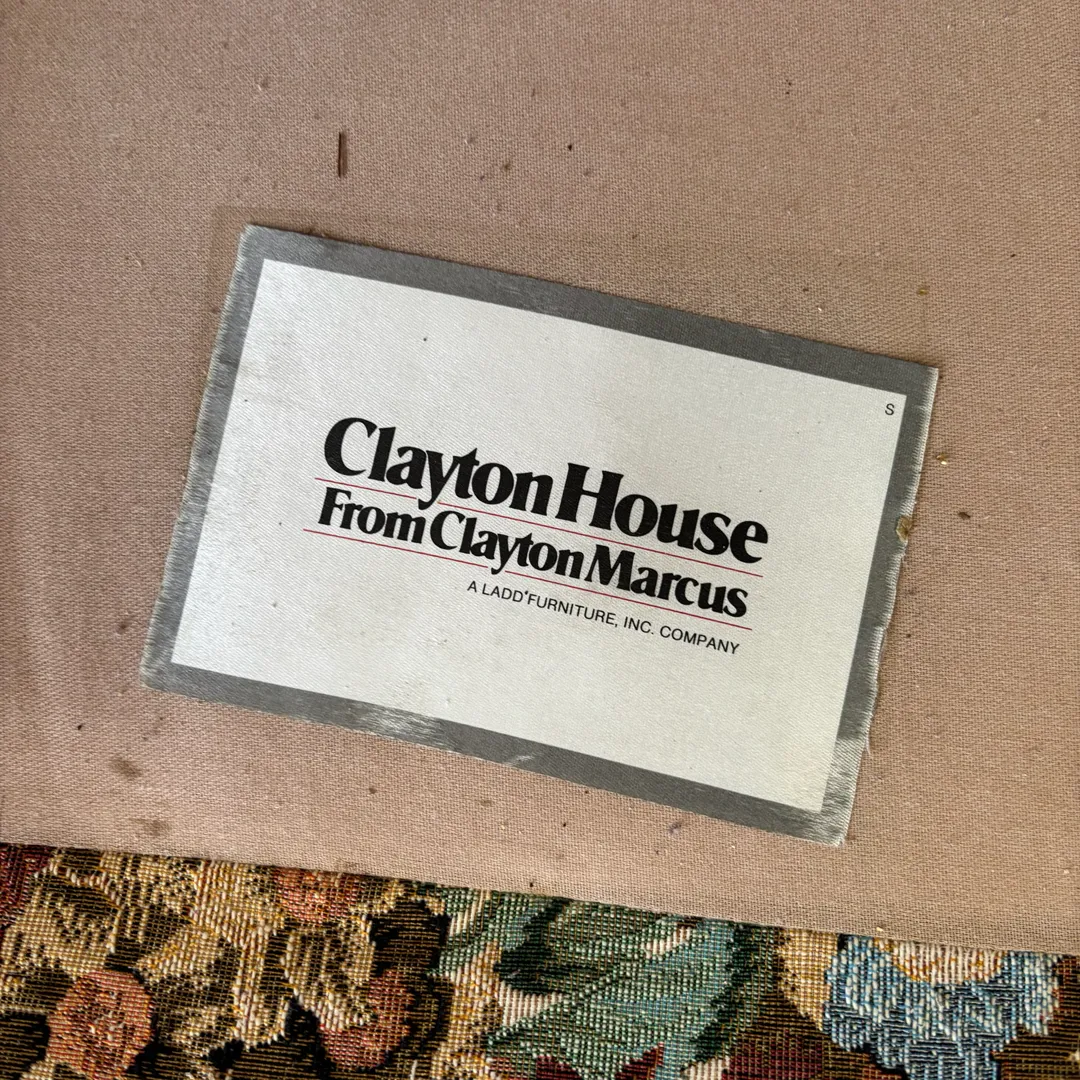 S
Clayton House
From Clayton Marcus
A LADD FURNITURE, INC. COMPANY